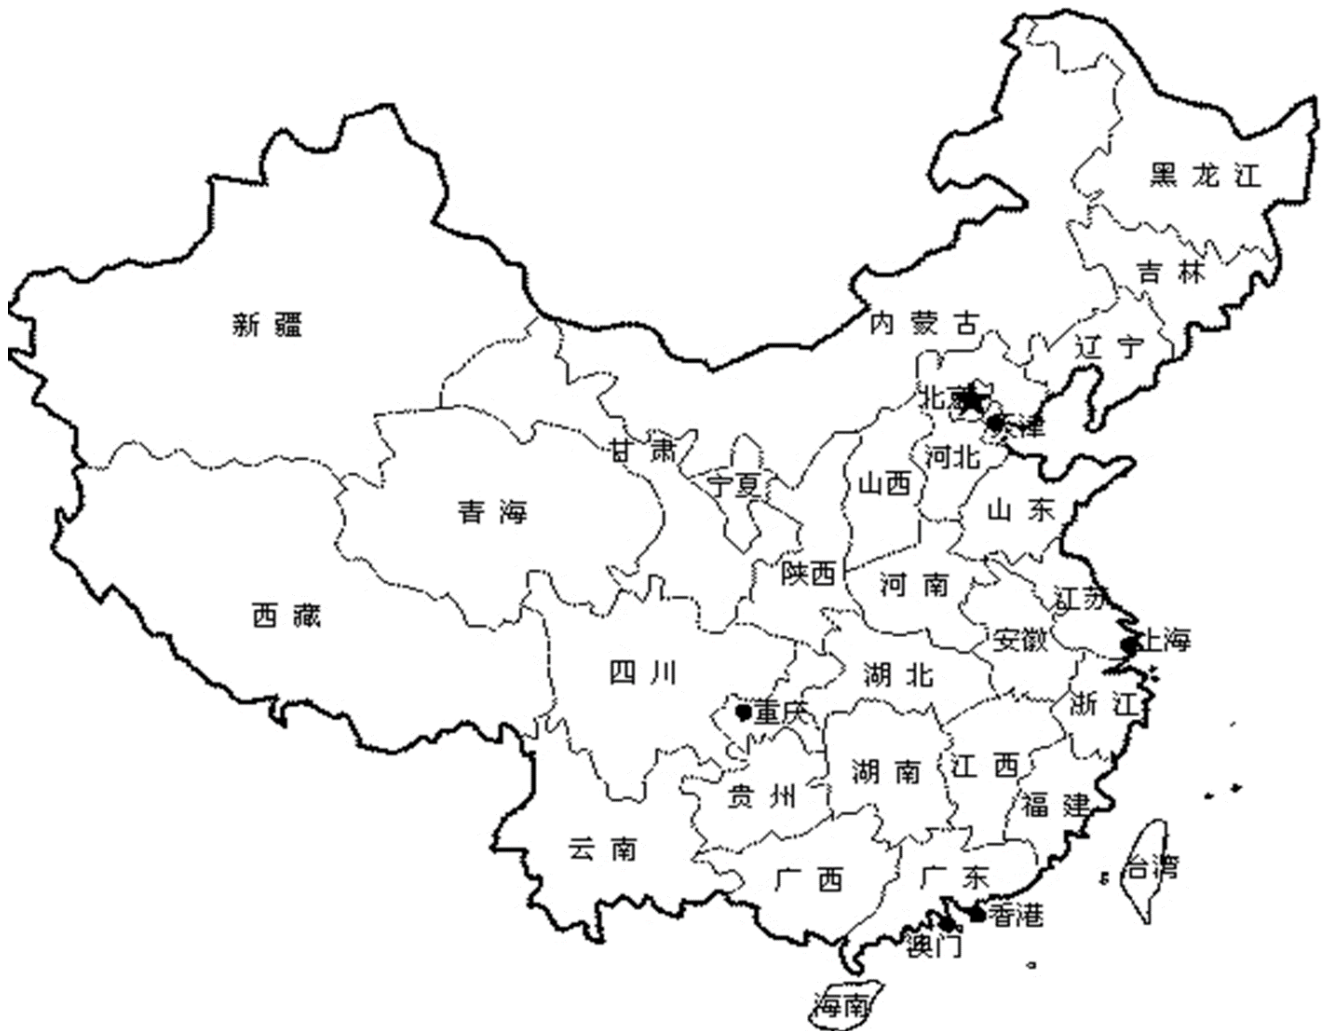 黑龙江
吉林
辽宁
内蒙古
新疆
北京
天津
河北
甘肃
宁夏
山西
山东
青海
陕西
河南
江苏
西藏
安徽
上海
四川
湖北
浙江
重庆
湖南
江西
贵州
福建
云南
广西
广东
台湾
香港
澳门
海南